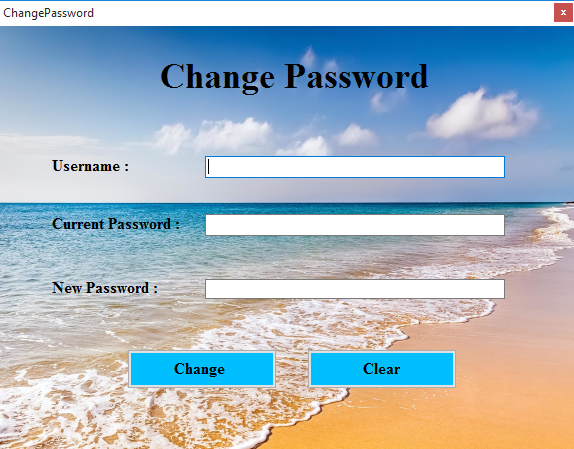 ChangePassword
x
Change Password
Username :
Current Password :
New Password :
Change
Clear